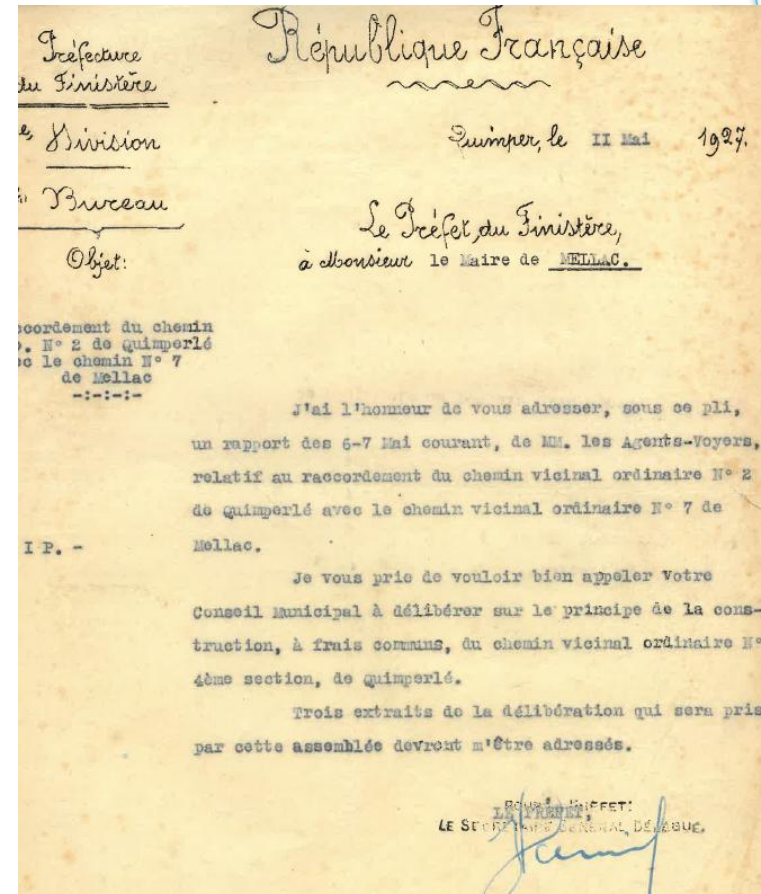 République Française
Préfecture
du Finistère
Division
Bureau
Objet:
Quimper, le II Mai 1927.
Le Préfet du Finistère,
à Monsieur le Maire de MELLAC.
ccordement du chemin
o. N° 2 de Quimperlé
ec le chemin N° 7
de Mellac
-:-:-:-
J'ai l'honneur de vous adresser, sous ce pli,
un rapport des 6-7 Mai courant, de MM. les Agents-Voyers,
relatif au raccordement du chemin vicinal ordinaire N° 2
de Quimperlé avec le chemin vicinal ordinaire N° 7 de
Mellac.
I P. -
Je vous prie de vouloir bien appeler votre
Conseil Municipal à délibérer sur le principe de la cons-
truction, à frais communs, du chemin vicinal ordinaire N°
4ème section, de Quimperlé.
Trois extraits de la délibération qui sera pris
par cette assemblée devront m'être adressés.
LE PRÉFET,
POUR LE PRÉFET:
LE SECRÉTAIRE GÉNÉRAL DÉLÉGUÉ.